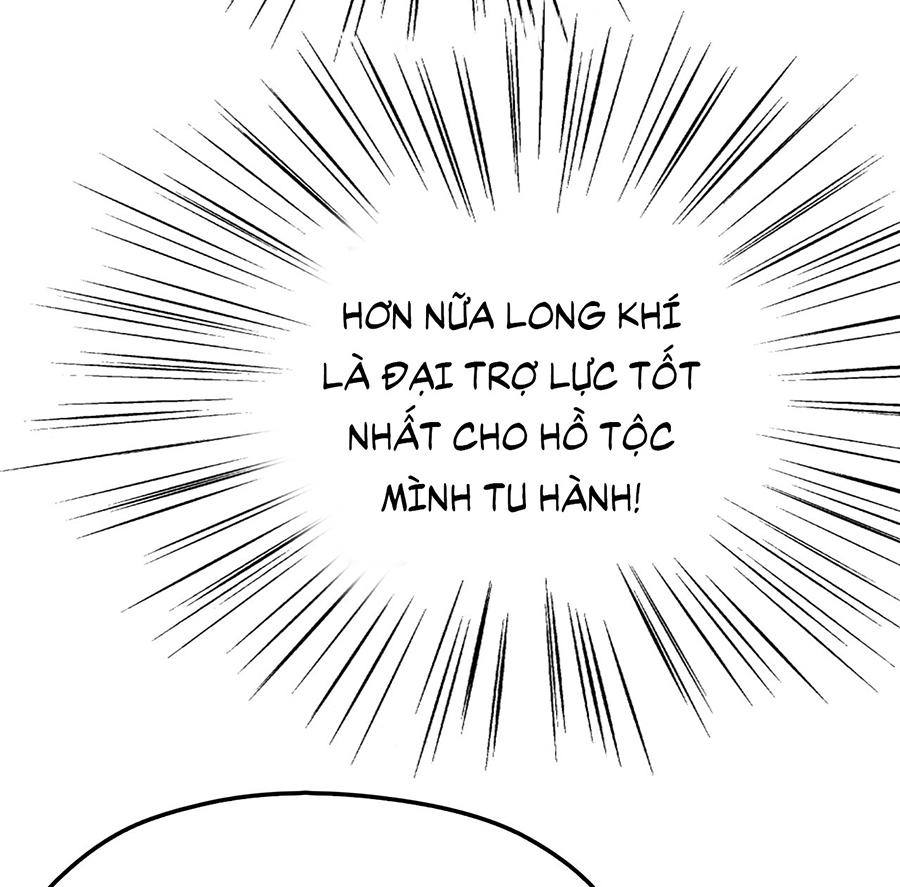 HƠN NỮA LONG KHÍ
LÀ ĐẠI TRỢ LỰC TỐT
NHẤT CHO HỒ TỘC
MÌNH TU HÀNH!